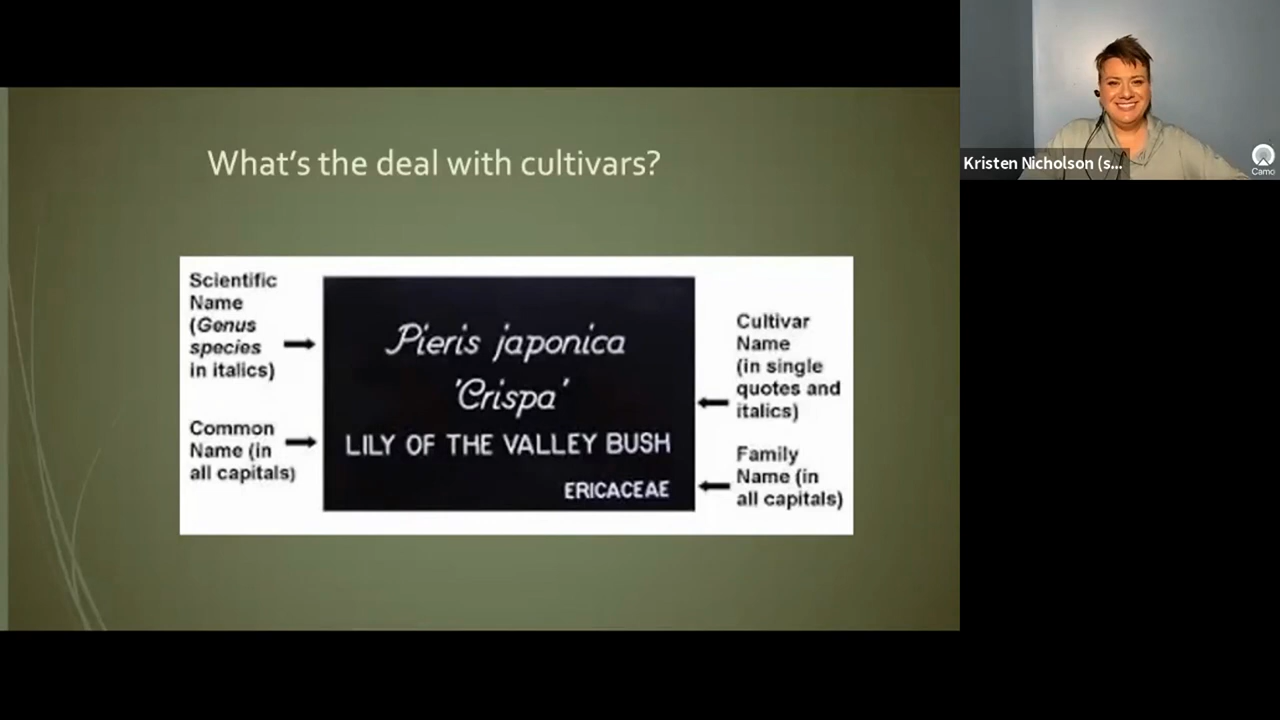 What's the deal with cultivars?
Scientific
Name
(Genus
species
in italics)
Common
Name (in
all capitals)
Pieris japonica
'Crispa'
LILY OF THE VALLEY BUSH
ERICACEAE
Cultivar
Name
(in single
quotes and
italics)
Family
Name (in
all capitals)
Kristen Nicholson (s...
Camo